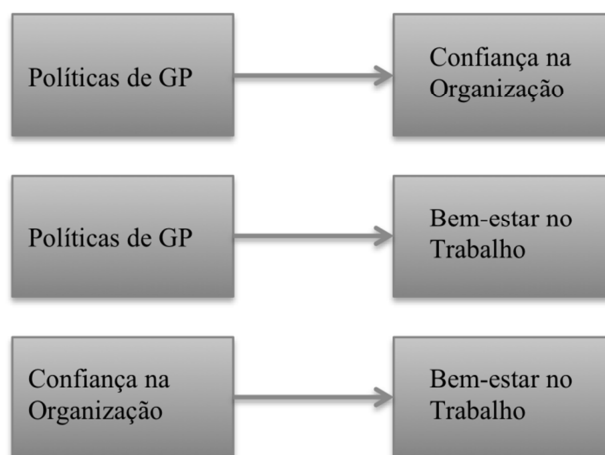 Políticas de GP
Confiança na
Organização
Políticas de GP
Bem-estar no
Trabalho
Confiança na
Organização
Bem-estar no
Trabalho